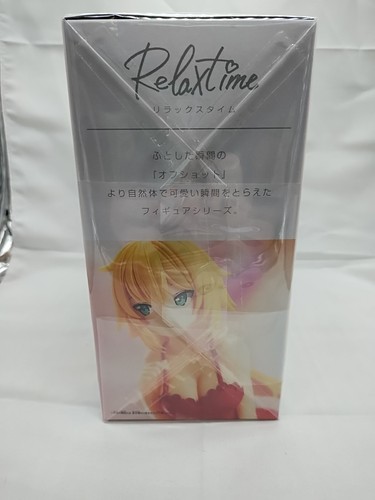 Relaxtime
リラックスタイム
ふとした瞬間の
「オフショット」
より自然体で可愛い瞬間をとらえた
フィギュアシリーズ。